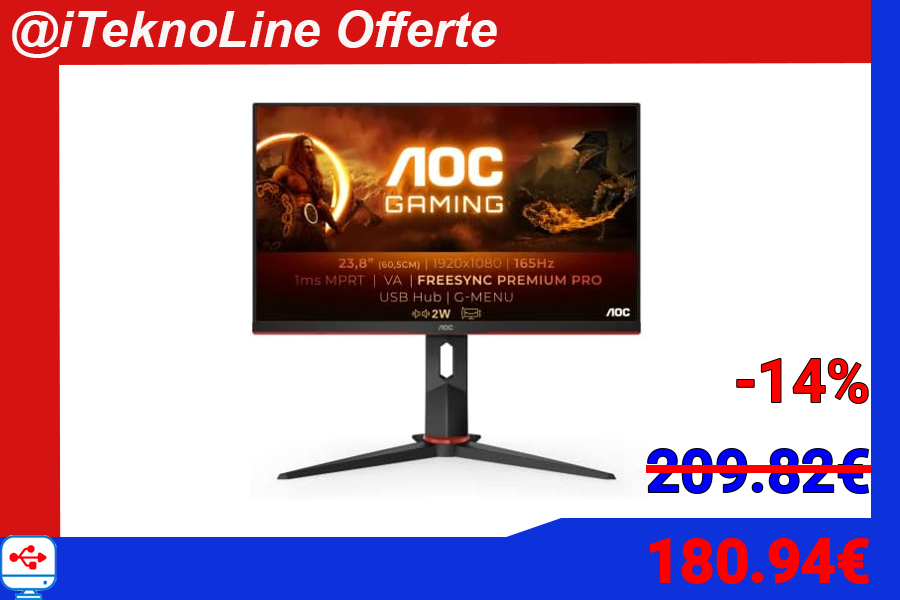 @iTeknoLine Offerte
AOC
GAMING
23,8" (60,5CM) | 1920x1080 | 165Hz
1ms MPRT | VA | FREESYNC PREMIUM PRO
USB Hub | G-MENU
2W
AOC
AOC
-14%
209.82€
180.94€